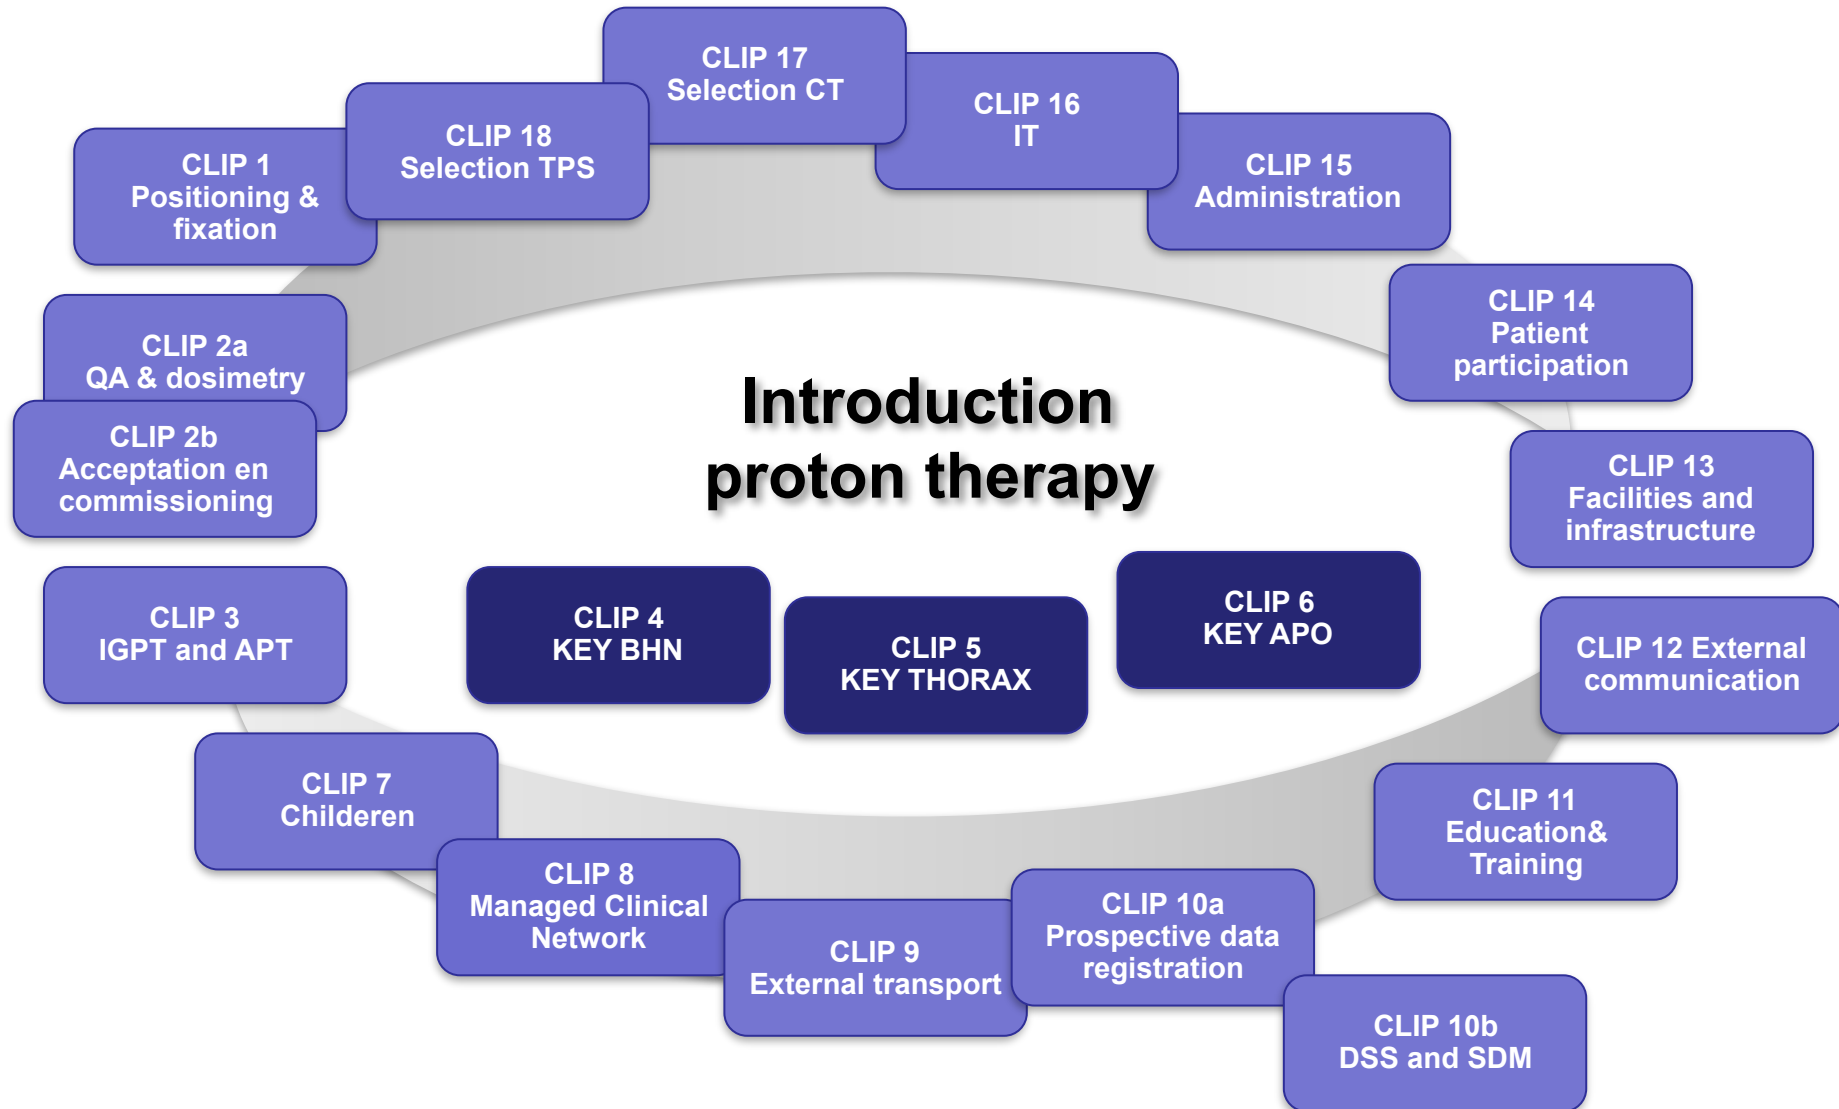 CLIP 17
Selection CT
CLIP 16
IT
CLIP 18
Selection TPS
CLIP 15
Administration
CLIP 1
Positioning &
fixation
CLIP 14
Patient
participation
CLIP 2a
QA & dosimetry
CLIP 2b
Acceptation en
commissioning
Introduction
proton therapy
CLIP 13
Facilities and
infrastructure
CLIP 3
IGPT and APT
CLIP 4
KEY BHN
CLIP 5
KEY THORAX
CLIP 6
KEY APO
CLIP 12 External
communication
CLIP 7
Childeren
CLIP 11
Education&
Training
CLIP 8
Managed Clinical
Network
CLIP 9
External transport
CLIP 10a
Prospective data
registration
CLIP 10b
DSS and SDM